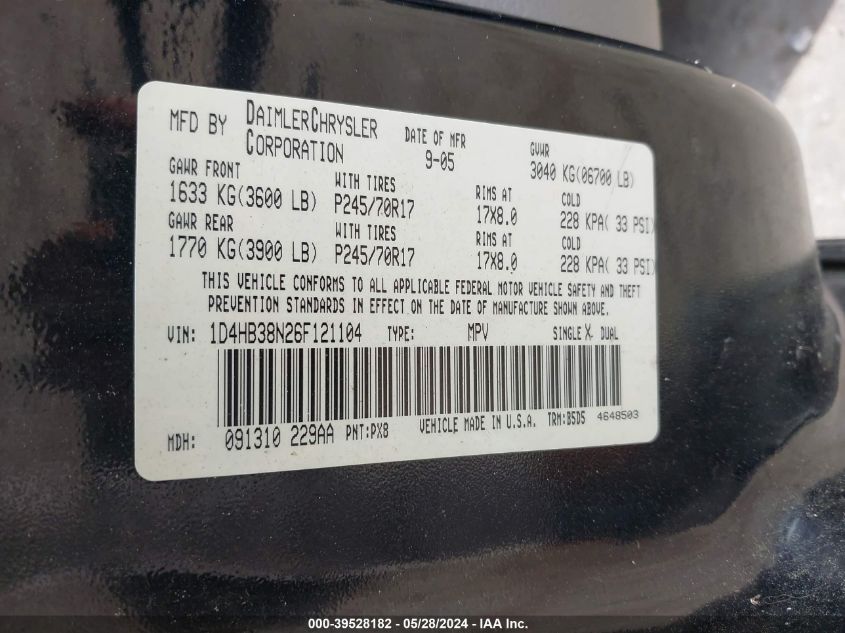 MFD BY DAIMLERCHRYSLER CORPORATION DATE OF MFR 9-05 GVWR 3040 KG(06700 LB)
GAWR FRONT WITH TIRES RIMS AT COLD
1633 KG(3600 LB) P245/70R17 17X8.0 228 KPA( 33 PSI)
GAWR REAR WITH TIRES RIMS AT COLD
1770 KG(3900 LB) P245/70R17 17X8.0 228 KPA( 33 PSI)
THIS VEHICLE CONFORMS TO ALL APPLICABLE FEDERAL MOTOR VEHICLE SAFETY AND THEFT
PREVENTION STANDARDS IN EFFECT ON THE DATE OF MANUFACTURE SHOWN ABOVE.
VIN: 1D4HB38N26F121104 TYPE: MPV SINGLE X DUAL
MDH: 091310 229AA PNT:PX8 VEHICLE MADE IN U.S.A. TRM:B5D5 4648503
000-39528182 - 05/28/2024 - IAA Inc.